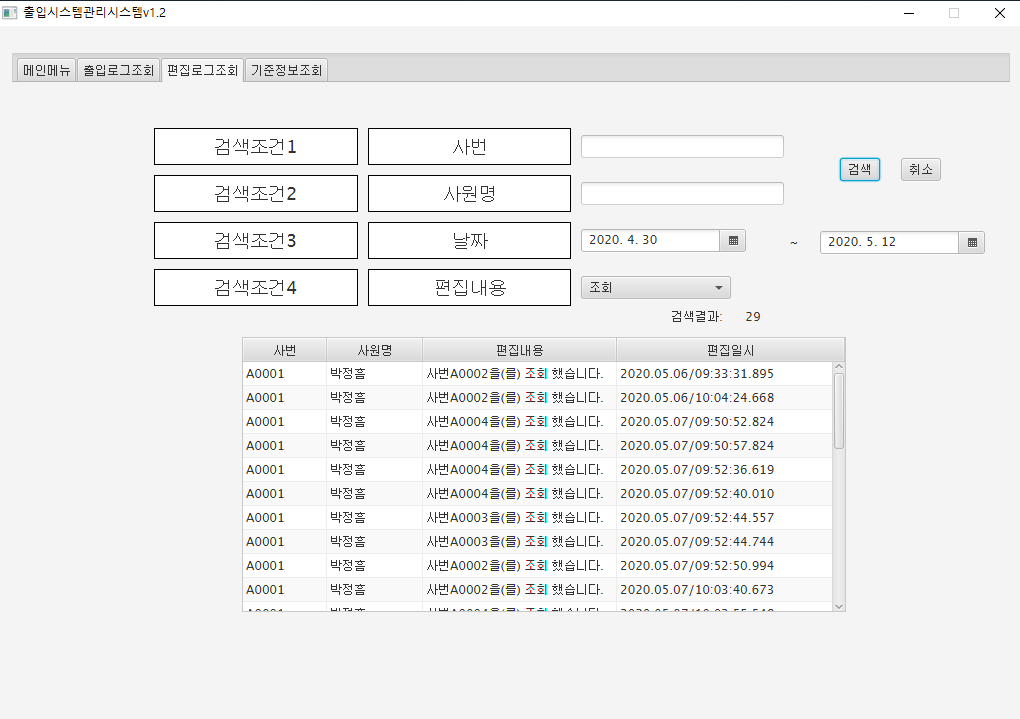 출입시스템관리시스템v1.2
메인메뉴 출입로그조회 편집로그조회 기준정보조회
검색조건1 사번
검색 취소
검색조건2 사원명
검색조건3 날짜 2020. 4. 30 ~ 2020. 5. 12
검색조건4 편집내용 조회
검색결과: 29
사번 사원명 편집내용 편집일시
A0001 박정홈 사번A0002을(를) 조회 했습니다. 2020.05.06/09:33:31.895
A0001 박정홈 사번A0002을(를) 조회 했습니다. 2020.05.06/10:04:24.668
A0001 박정홈 사번A0004을(를) 조회 했습니다. 2020.05.07/09:50:52.824
A0001 박정홈 사번A0004을(를) 조회 했습니다. 2020.05.07/09:50:57.824
A0001 박정홈 사번A0004을(를) 조회 했습니다. 2020.05.07/09:52:36.619
A0001 박정홈 사번A0004을(를) 조회 했습니다. 2020.05.07/09:52:40.010
A0001 박정홈 사번A0003을(를) 조회 했습니다. 2020.05.07/09:52:44.557
A0001 박정홈 사번A0003을(를) 조회 했습니다. 2020.05.07/09:52:44.744
A0001 박정홈 사번A0002을(를) 조회 했습니다. 2020.05.07/09:52:50.994
A0001 박정홈 사번A0002을(를) 조회 했습니다. 2020.05.07/10:03:40.673